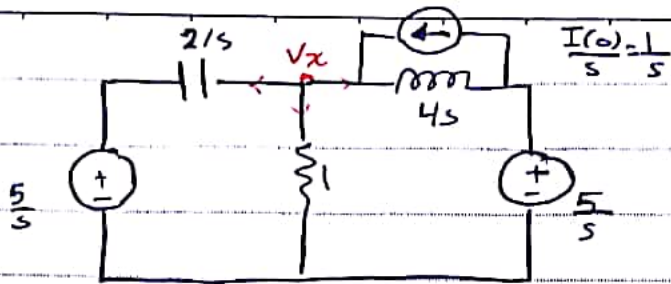 2/s
Vx
I(0)/s = 1/s
4s
5/s
+
-
1
+
-
5/s